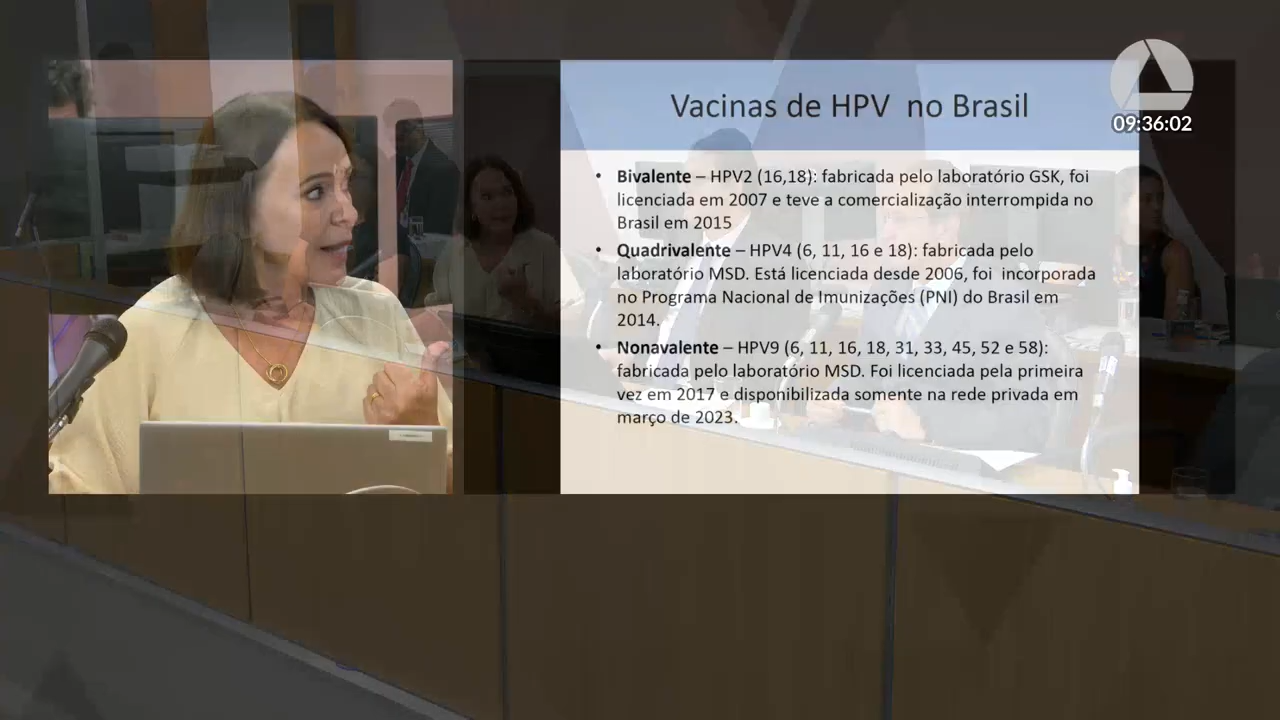 09:36:02
Vacinas de HPV no Brasil
• Bivalente – HPV2 (16,18): fabricada pelo laboratório GSK, foi
licenciada em 2007 e teve a comercialização interrompida no
Brasil em 2015
• Quadrivalente – HPV4 (6, 11, 16 e 18): fabricada pelo
laboratório MSD. Está licenciada desde 2006, foi incorporada
no Programa Nacional de Imunizações (PNI) do Brasil em
2014.
• Nonavalente – HPV9 (6, 11, 16, 18, 31, 33, 45, 52 e 58):
fabricada pelo laboratório MSD. Foi licenciada pela primeira
vez em 2017 e disponibilizada somente na rede privada em
março de 2023.